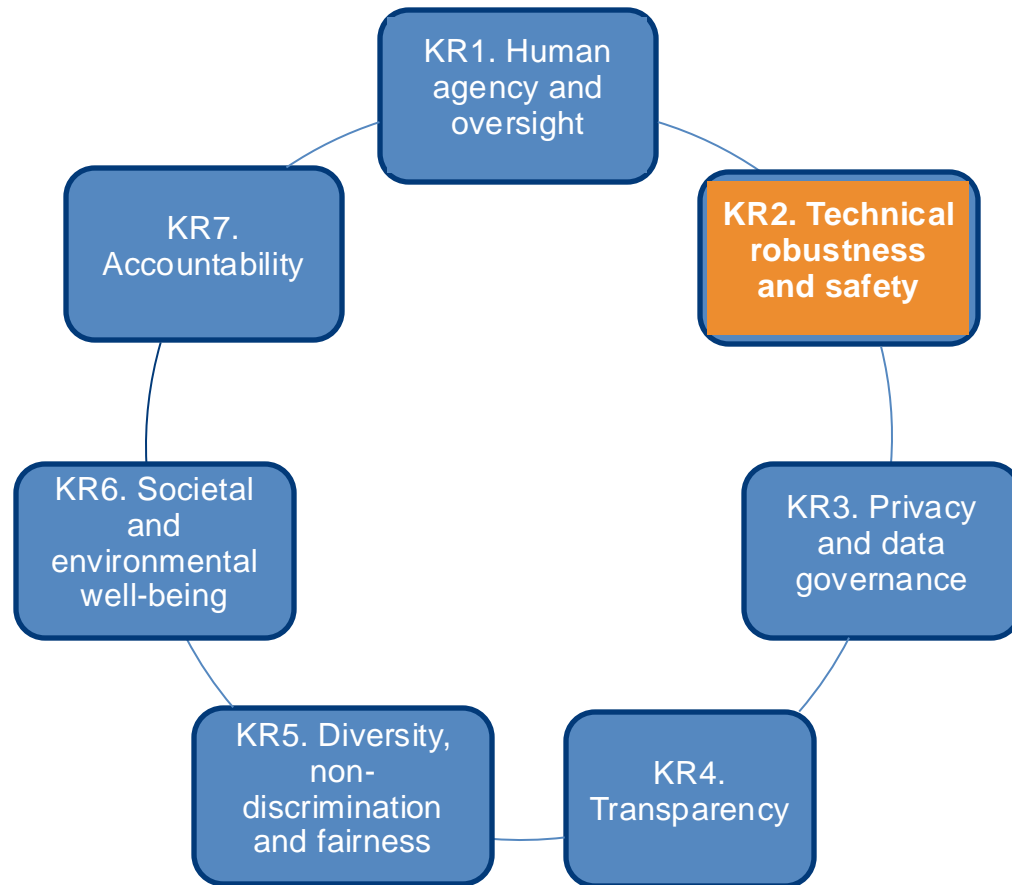 KR1. Human
agency and
oversight
KR2. Technical
robustness
and safety
KR3. Privacy
and data
governance
KR4.
Transparency
KR5. Diversity,
non-
discrimination
and fairness
KR6. Societal
and
environmental
well-being
KR7.
Accountability